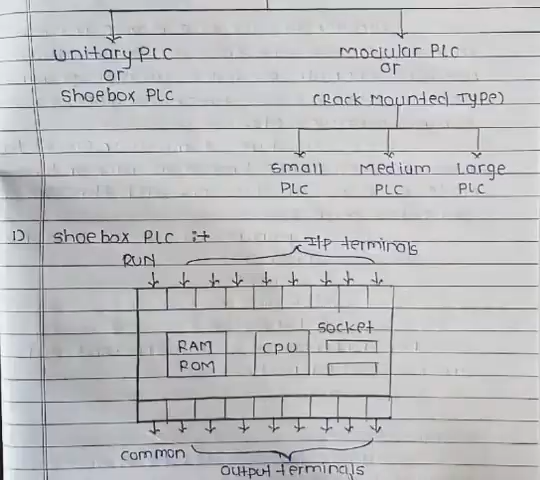 Unitary PLC
or
Shoebox PLC
Modular PLC
or
(Rack Mounted Type)
Small PLC
Medium PLC
Large PLC
1) Shoebox PLC :+
RUN
I/P terminals
RAM
ROM
CPU
socket
common
output terminals